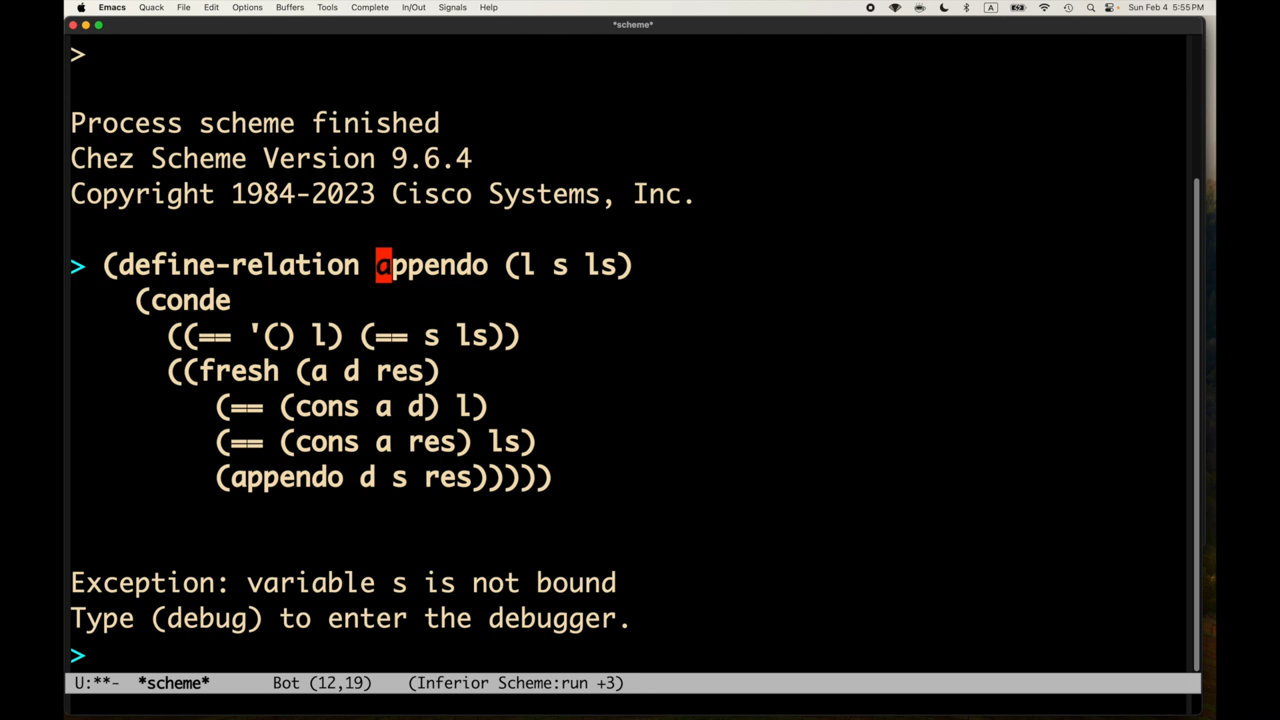 Emacs Quack File Edit Options Buffers Tools Complete In/Out Signals Help A Sun Feb 4 5:55 PM
*scheme*
>
Process scheme finished
Chez Scheme Version 9.6.4
Copyright 1984-2023 Cisco Systems, Inc.
> (define-relation appendo (l s ls)
(conde
((== '() l) (== s ls))
((fresh (a d res)
(== (cons a d) l)
(== (cons a res) ls)
(appendo d s res)))))
Exception: variable s is not bound
Type (debug) to enter the debugger.
>
U:**- *scheme* Bot (12,19) (Inferior Scheme:run +3)